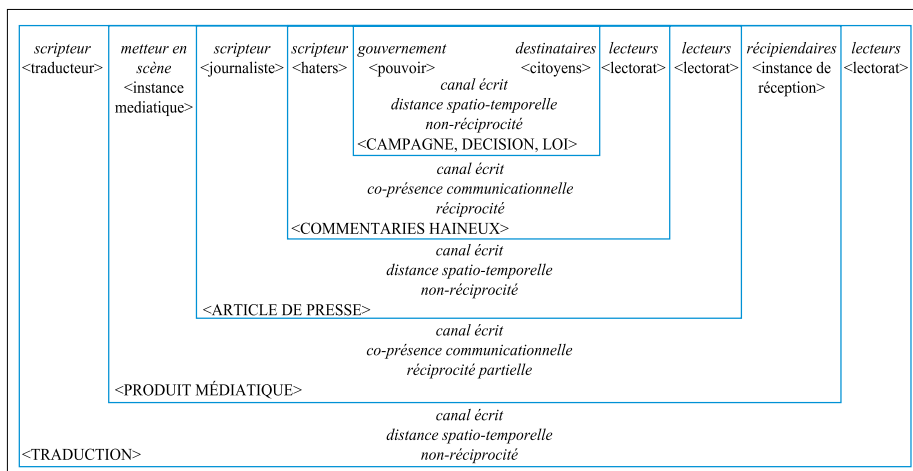 scripteur
<traducteur>
metteur en
scène
<instance
mediatique>
scripteur
<journaliste>
scripteur
<haters>
gouvernement
<pouvoir>
destinataires
<citoyens>
lecteurs
<lectorat>
lecteurs
<lectorat>
récipiendaires
<instance de
réception>
lecteurs
<lectorat>
canal écrit
distance spatio-temporelle
non-réciprocité
<CAMPAGNE, DECISION, LOI>
canal écrit
co-présence communicationnelle
réciprocité
<COMMENTARIES HAINEUX>
canal écrit
distance spatio-temporelle
non-réciprocité
<ARTICLE DE PRESSE>
canal écrit
co-présence communicationnelle
réciprocité partielle
<PRODUIT MÉDIATIQUE>
canal écrit
distance spatio-temporelle
<TRADUCTION>
non-réciprocité